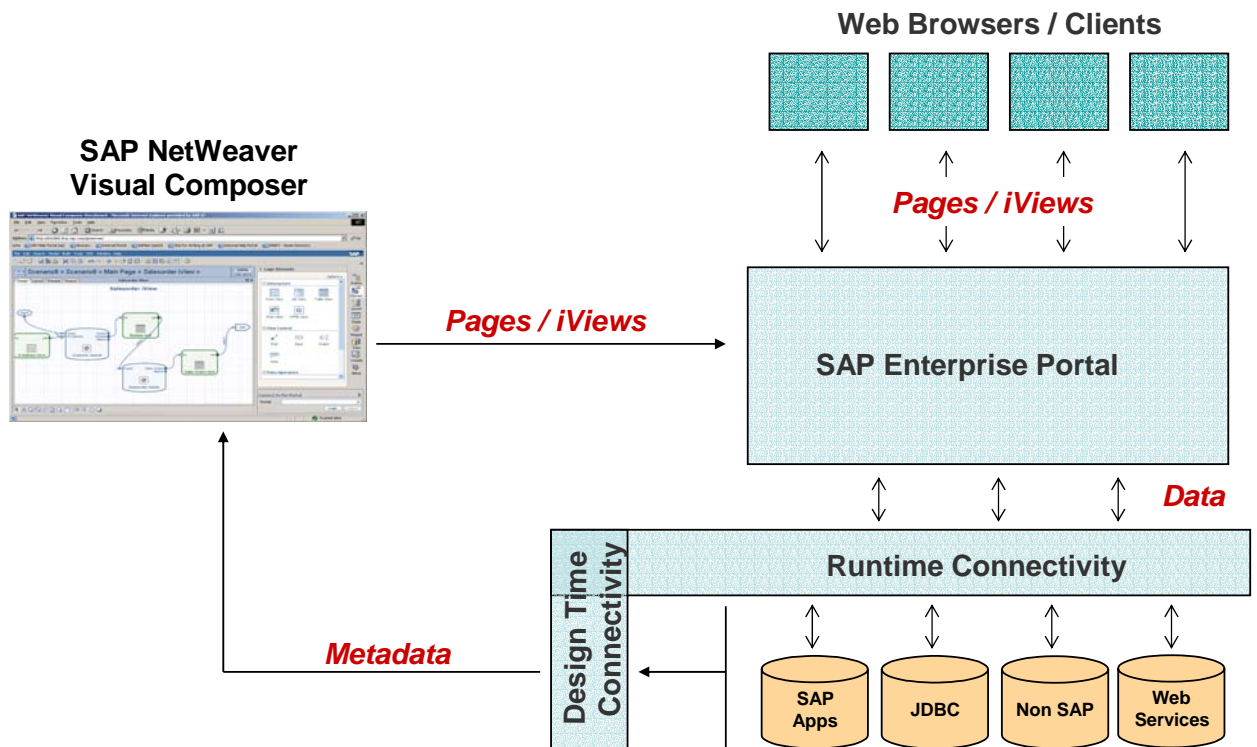 Web Browsers / Clients
SAP NetWeaver
Visual Composer
Pages / iViews
Pages / iViews
SAP Enterprise Portal
Data
Design Time
Connectivity
Runtime Connectivity
Metadata
SAP
Apps
JDBC
Non SAP
Web
Services